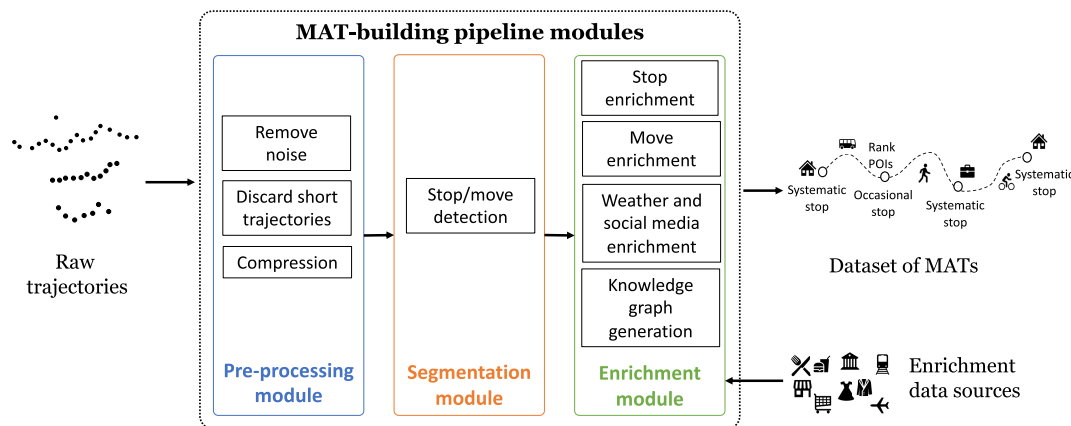 MAT-building pipeline modules
Raw
trajectories
Remove
noise
Discard short
trajectories
Compression
Pre-processing
module
Stop/move
detection
Segmentation
module
Stop
enrichment
Move
enrichment
Weather and
social media
enrichment
Knowledge
graph
generation
Enrichment
module
Systematic
stop
Rank
POIs
Occasional
stop
Systematic
stop
Systematic
stop
Dataset of MATs
Enrichment
data sources